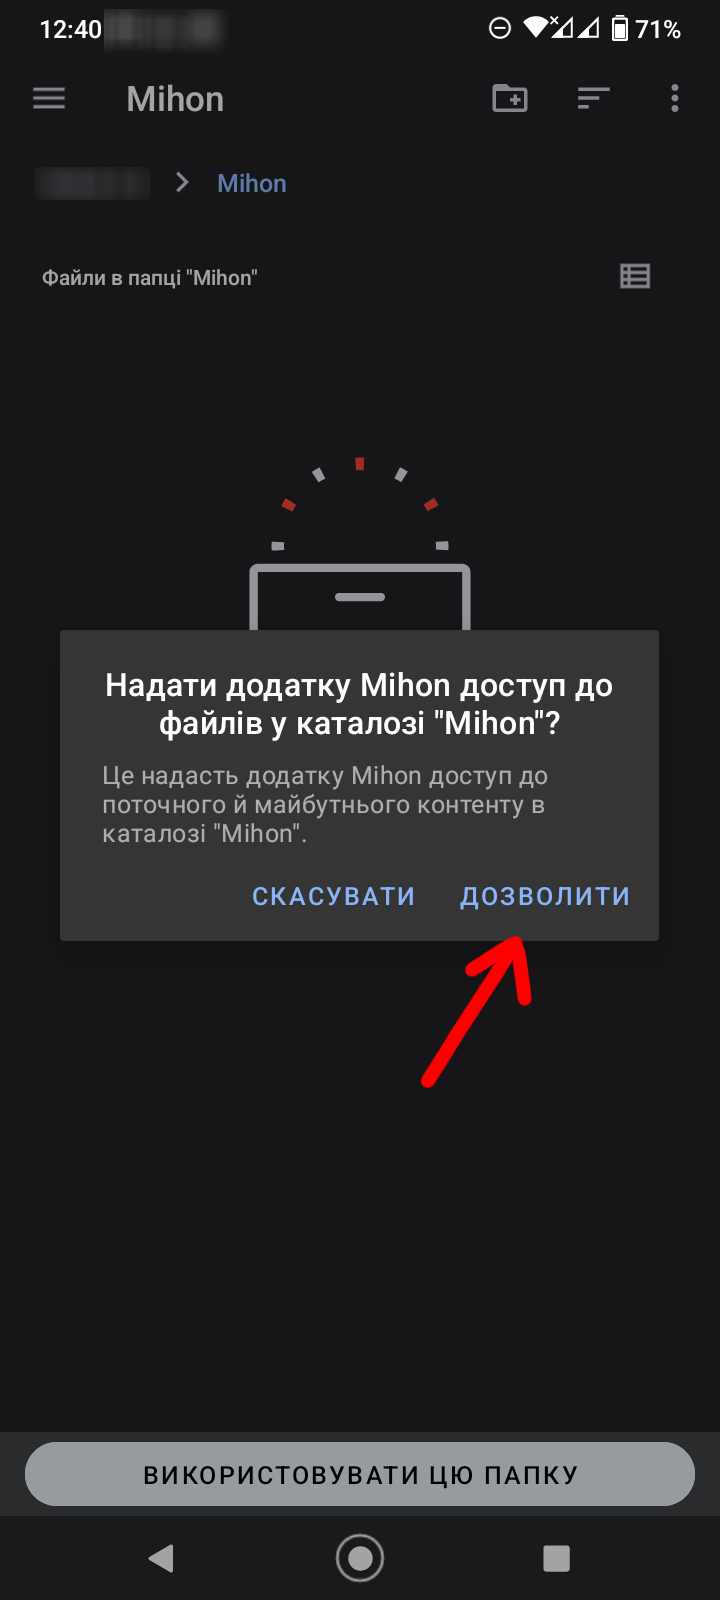 12:40
71%
Mihon
Mihon
Файли в папці "Mihon"
Надати додатку Mihon доступ до
файлів у каталозі "Mihon"?
Це надасть додатку Mihon доступ до
поточного й майбутнього контенту в
каталозі "Mihon".
СКАСУВАТИ ДОЗВОЛИТИ
ВИКОРИСТОВУВАТИ ЦЮ ПАПКУ